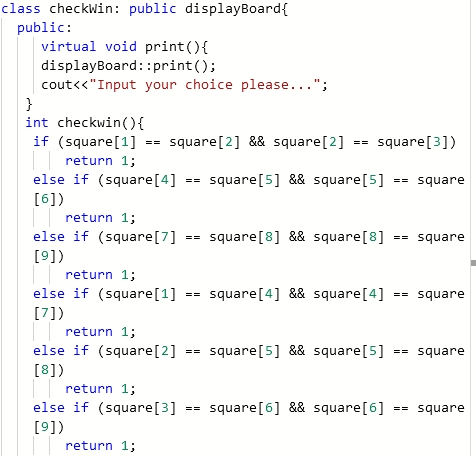 class checkWin: public displayBoard{
public:
virtual void print(){
displayBoard::print();
cout<<"Input your choice please...";
}
int checkwin(){
if (square[1] == square[2] && square[2] == square[3])
return 1;
else if (square[4] == square[5] && square[5] == square
[6])
return 1;
else if (square[7] == square[8] && square[8] == square
[9])
return 1;
else if (square[1] == square[4] && square[4] == square
[7])
return 1;
else if (square[2] == square[5] && square[5] == square
[8])
return 1;
else if (square[3] == square[6] && square[6] == square
[9])
return 1;